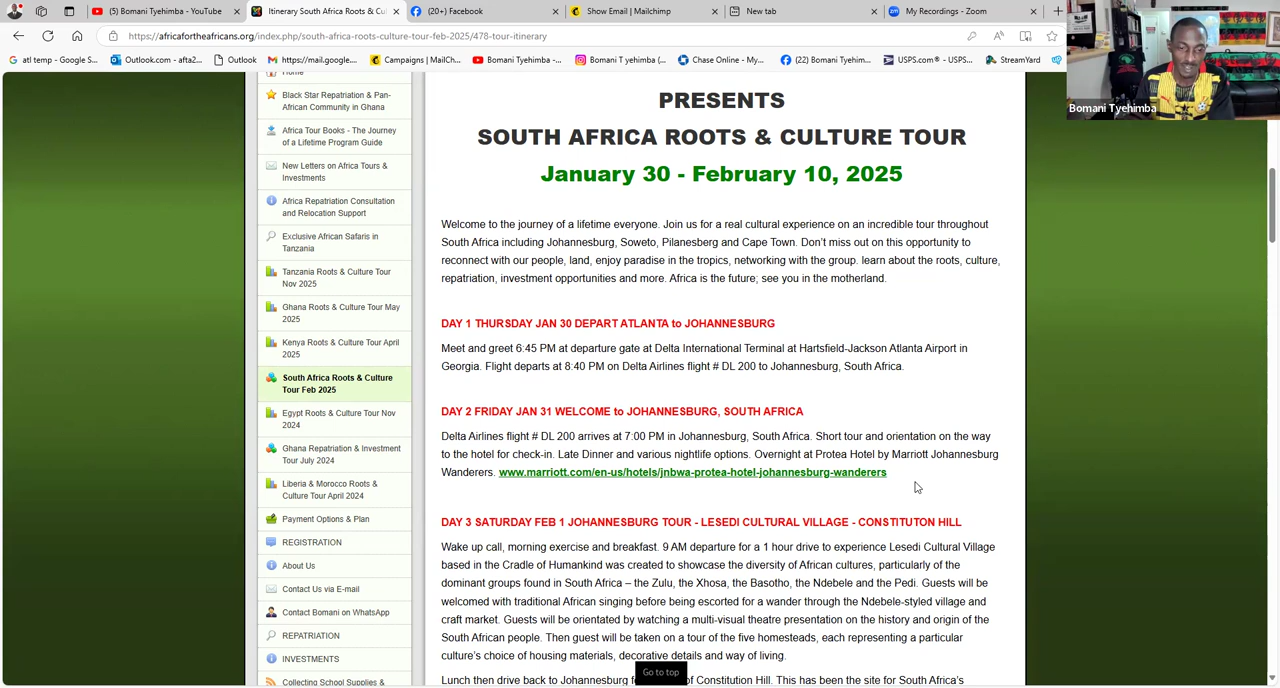 (5) Bomani Tyehimba - YouTube
Itinerary South Africa Roots & Cu
(20+) Facebook
Show Email | Mailchimp
New tab
My Recordings - Zoom
https://africafortheafricans.org/index.php/south-africa-roots-culture-tour-feb-2025/478-tour-itinerary
atl temp - Google S...
Outlook.com - afta2...
Outlook
https://mail.google....
Campaigns | MailCh...
Bomani Tyehimba -...
Bomani T yehimba (...
Chase Online - My...
(22) Bomani Tyehim...
USPS.com® - USPS...
StreamYard
Bomani Tyehimba
Home
Black Star Repatriation & Pan-
African Community in Ghana
Africa Tour Books - The Journey
of a Lifetime Program Guide
New Letters on Africa Tours &
Investments
Africa Repatriation Consultation
and Relocation Support
Exclusive African Safaris in
Tanzania
Tanzania Roots & Culture Tour
Nov 2025
Ghana Roots & Culture Tour May
2025
Kenya Roots & Culture Tour April
2025
South Africa Roots & Culture
Tour Feb 2025
Egypt Roots & Culture Tour Nov
2024
Ghana Repatriation & Investment
Tour July 2024
Liberia & Morocco Roots &
Culture Tour April 2024
Payment Options & Plan
REGISTRATION
About Us
Contact Us via E-mail
Contact Bomani on WhatsApp
REPATRIATION
INVESTMENTS
Collecting School Supplies &
PRESENTS
SOUTH AFRICA ROOTS & CULTURE TOUR
January 30 - February 10, 2025
Welcome to the journey of a lifetime everyone. Join us for a real cultural experience on an incredible tour throughout
South Africa including Johannesburg, Soweto, Pilanesberg and Cape Town. Don't miss out on this opportunity to
reconnect with our people, land, enjoy paradise in the tropics, networking with the group. learn about the roots, culture,
repatriation, investment opportunities and more. Africa is the future; see you in the motherland.
DAY 1 THURSDAY JAN 30 DEPART ATLANTA to JOHANNESBURG
Meet and greet 6:45 PM at departure gate at Delta International Terminal at Hartsfield-Jackson Atlanta Airport in
Georgia. Flight departs at 8:40 PM on Delta Airlines flight # DL 200 to Johannesburg, South Africa.
DAY 2 FRIDAY JAN 31 WELCOME to JOHANNESBURG, SOUTH AFRICA
Delta Airlines flight # DL 200 arrives at 7:00 PM in Johannesburg, South Africa. Short tour and orientation on the way
to the hotel for check-in. Late Dinner and various nightlife options. Overnight at Protea Hotel by Marriott Johannesburg
Wanderers. www.marriott.com/en-us/hotels/jnbwa-protea-hotel-johannesburg-wanderers
DAY 3 SATURDAY FEB 1 JOHANNESBURG TOUR - LESEDI CULTURAL VILLAGE - CONSTITUTON HILL
Wake up call, morning exercise and breakfast. 9 AM departure for a 1 hour drive to experience Lesedi Cultural Village
based in the Cradle of Humankind was created to showcase the diversity of African cultures, particularly of the
dominant groups found in South Africa – the Zulu, the Xhosa, the Basotho, the Ndebele and the Pedi. Guests will be
welcomed with traditional African singing before being escorted for a wander through the Ndebele-styled village and
craft market. Guests will be orientated by watching a multi-visual theatre presentation on the history and origin of the
South African people. Then guest will be taken on a tour of the five homesteads, each representing a particular
culture's choice of housing materials, decorative details and way of living.
Lunch then drive back to Johannesburg of Constitution Hill. This has been the site for South Africa's
Go to top